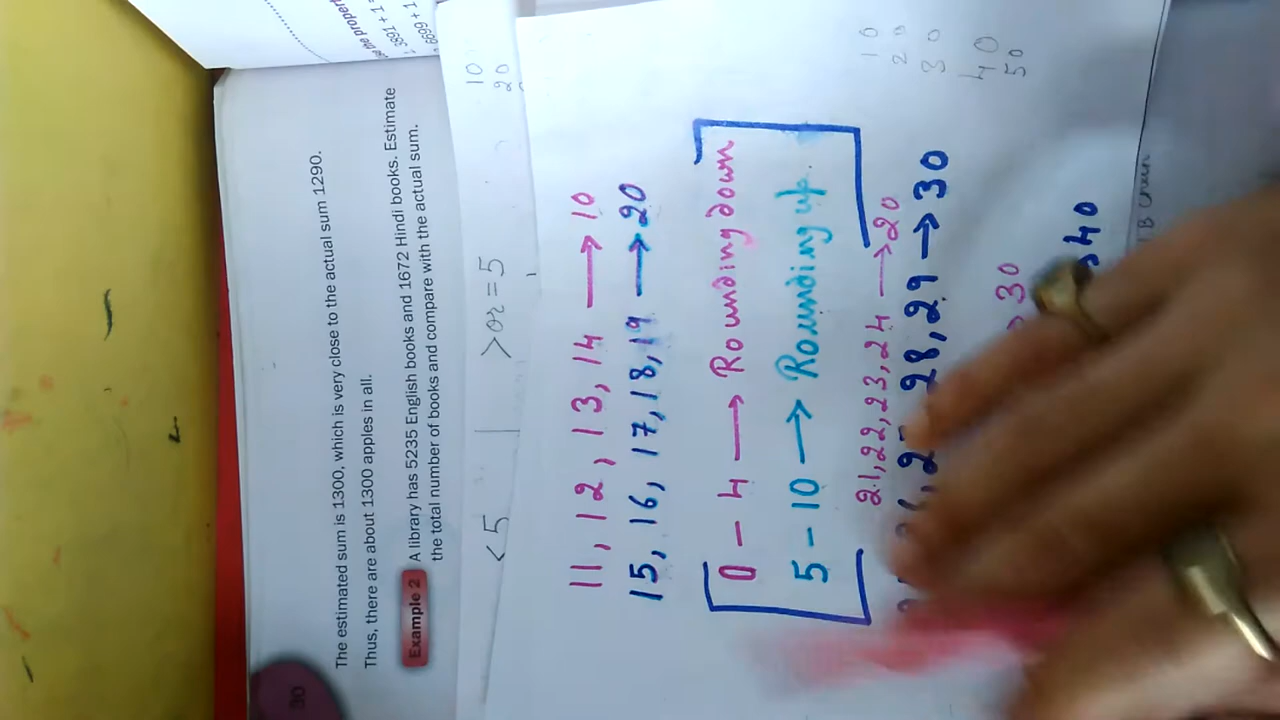 The estimated sum is 1300, which is very close to the actual sum 1290.
Thus, there are about 1300 apples in all.
Example 2 A library has 5235 English books and 1672 Hindi books. Estimate
the total number of books and compare with the actual sum.
30
10
20
<5 | >or=5
11, 12, 13, 14 → 10
15, 16, 17, 18, 19 → 20
0 - 4 → Rounding down
5 - 10 → Rounding up.
21, 22, 23, 24 → 20
28, 29 → 30
30
40
10
20
30
40
50